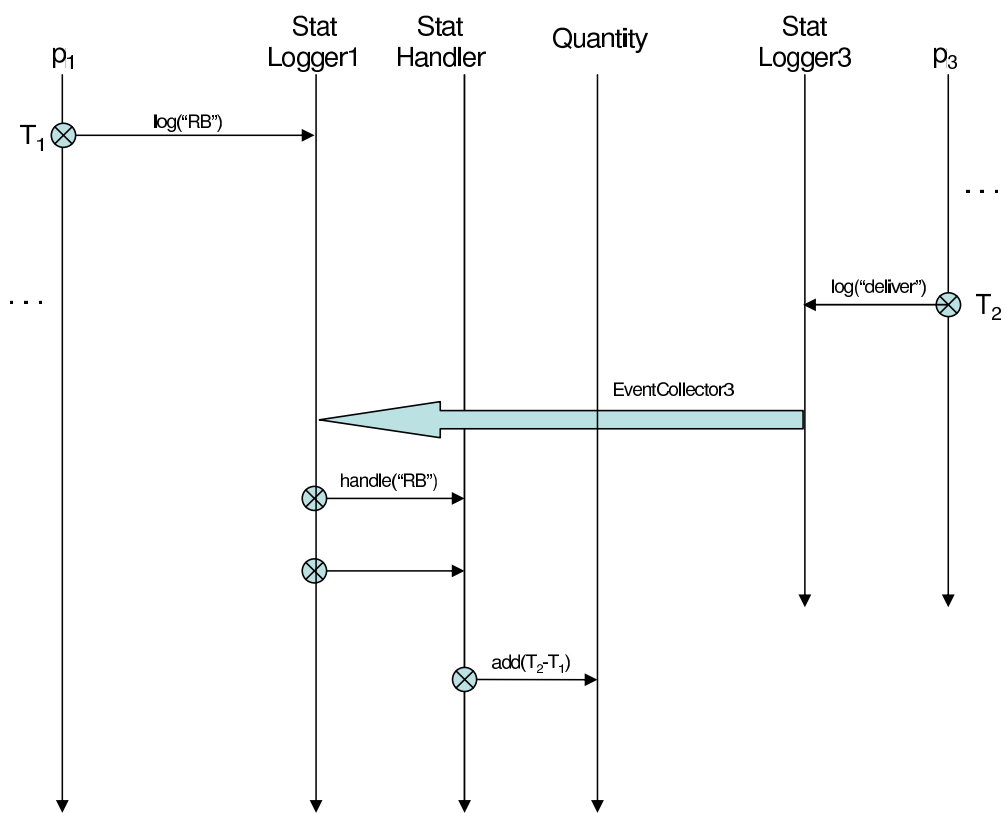 p₁
Stat
Logger1
Stat
Handler
Quantity
Stat
Logger3
p₃
T₁
log(“RB”)
. . .
. . .
log(“deliver”)
T₂
EventCollector3
handle(“RB”)
add(T₂-T₁)